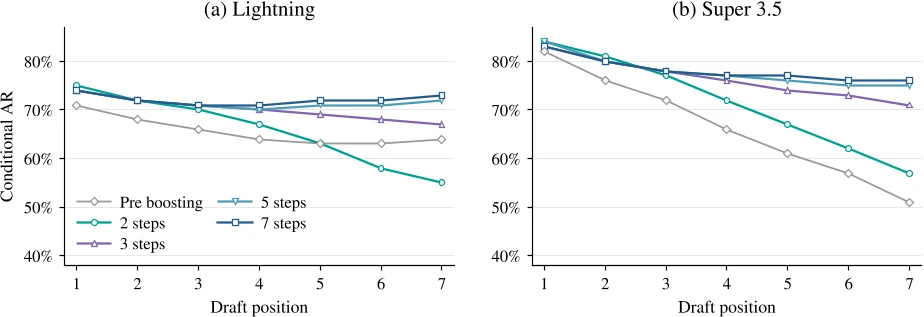 (a) Lightning
80%
70%
60%
50%
40%
Conditional AR
Pre boosting
2 steps
3 steps
5 steps
7 steps
1 2 3 4 5 6 7
Draft position
(b) Super 3.5
80%
70%
60%
50%
40%
1 2 3 4 5 6 7
Draft position